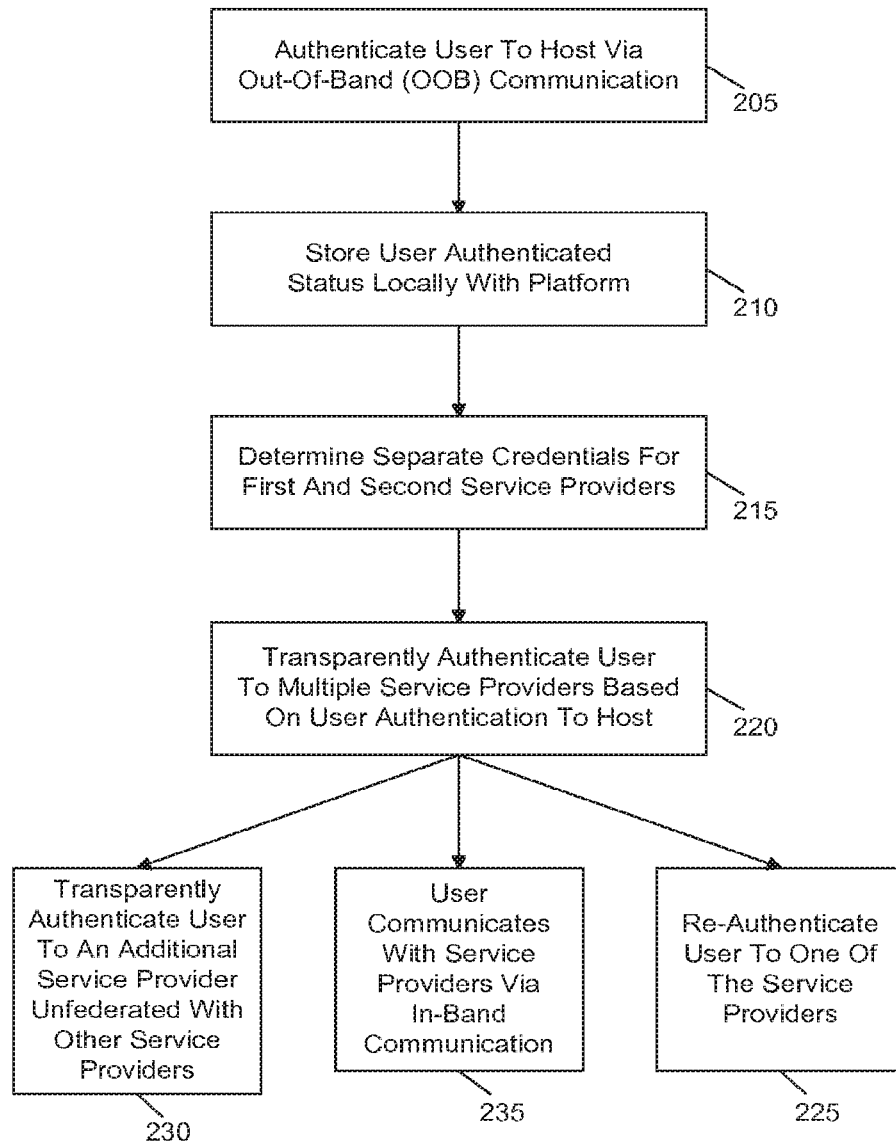 Authenticate User To Host Via
Out-Of-Band (OOB) Communication
205
Store User Authenticated
Status Locally With Platform
210
Determine Separate Credentials For
First And Second Service Providers
215
Transparently Authenticate User
To Multiple Service Providers Based
On User Authentication To Host
220
Transparently
Authenticate User
To An Additional
Service Provider
Unfederated With
Other Service
Providers
230
User
Communicates
With Service
Providers Via
In-Band
Communication
235
Re-Authenticate
User To One Of
The Service
Providers
225